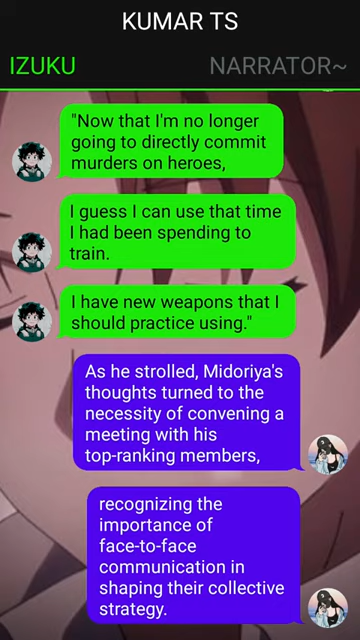 KUMAR TS
IZUKU
NARRATOR~
"Now that I'm no longer
going to directly commit
murders on heroes,
I guess I can use that time
I had been spending to
train.
I have new weapons that I
should practice using."
As he strolled, Midoriya's
thoughts turned to the
necessity of convening a
meeting with his
top-ranking members,
recognizing the
importance of
face-to-face
communication in
shaping their collective
strategy.